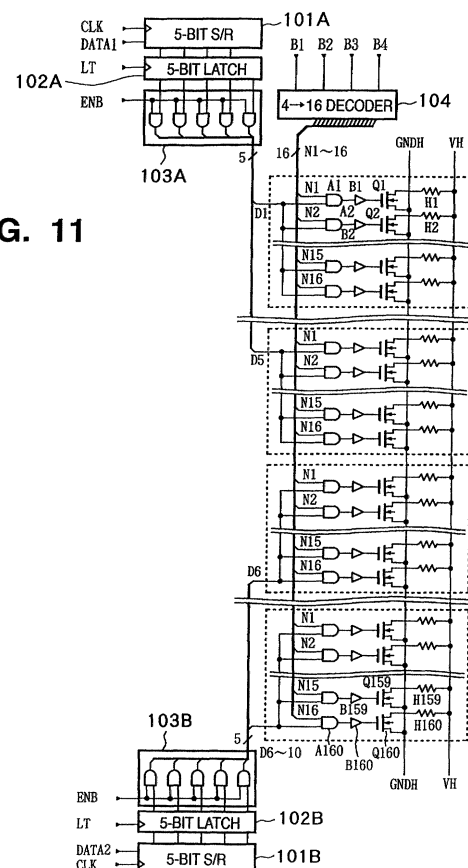 CLK
5-BIT S/R
101A
DATA1
LT
5-BIT LATCH
102A
ENB
103A
B1 B2 B3 B4
4→16 DECODER
104
5
16 N1~16
GNDH
VH
FIG. 11
D1
N1 A1 B1 Q1
H1
N2 A2 Q2
B2
H2
N15
N16
D5
N1
N2
N15
N16
N1
N2
N15
D6
N16
N1
N2
Q159
N15
B159
H159
N16
H160
103B
5
D6~10
A160
B160
Q160
GNDH
VH
ENB
LT
5-BIT LATCH
102B
DATA2
5-BIT S/R
101B
CLK